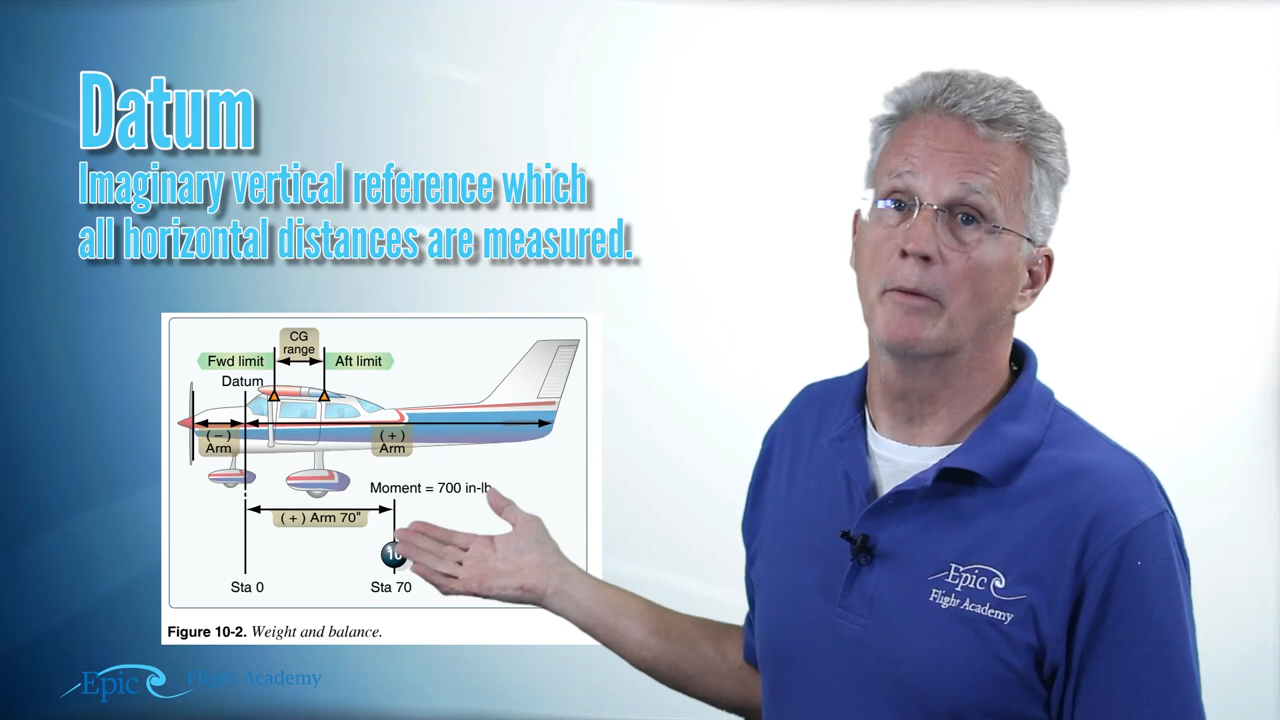 Datum
Imaginary vertical reference which
all horizontal distances are measured.
CG
range
Fwd limit
Aft limit
Datum
( − )
Arm
( + )
Arm
Moment = 700 in-lb
( + ) Arm 70"
10
Sta 0
Sta 70
Figure 10-2. Weight and balance.
Epic
Flight Academy
Epic Flight Academy